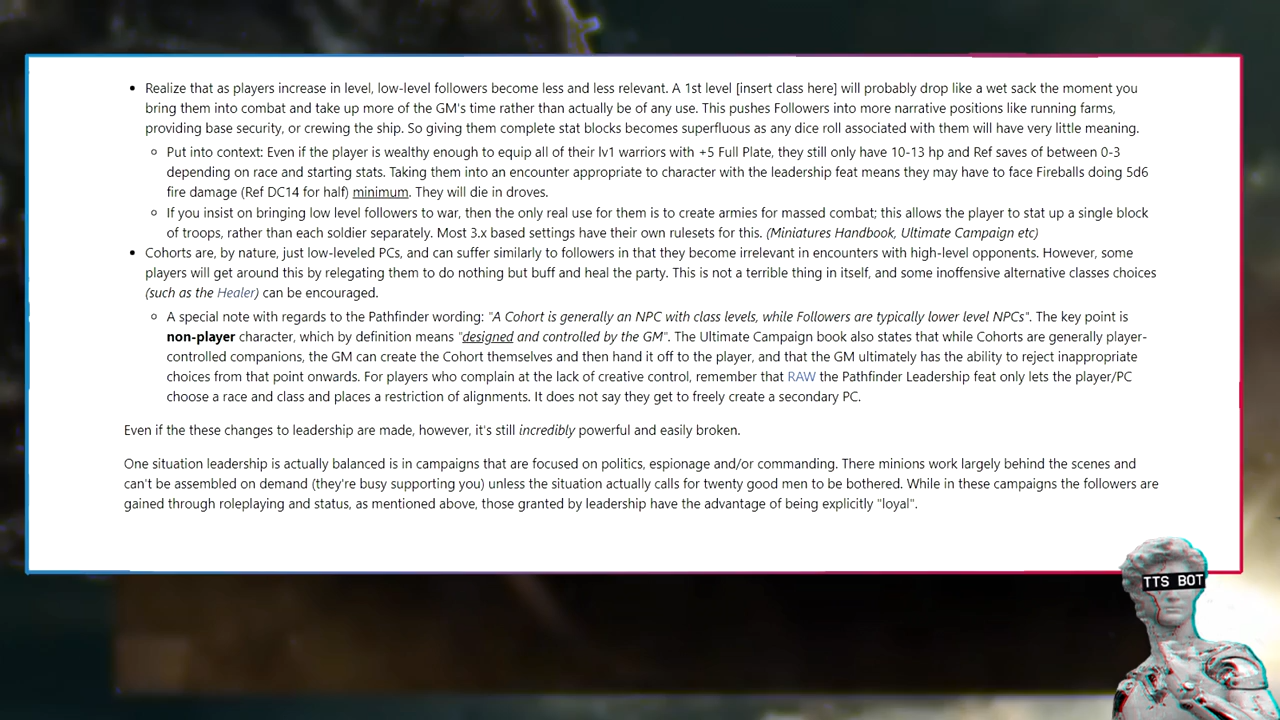 Realize that as players increase in level, low-level followers become less and less relevant. A 1st level [insert class here] will probably drop like a wet sack the moment you
bring them into combat and take up more of the GM's time rather than actually be of any use. This pushes Followers into more narrative positions like running farms,
providing base security, or crewing the ship. So giving them complete stat blocks becomes superfluous as any dice roll associated with them will have very little meaning.
Put into context: Even if the player is wealthy enough to equip all of their lv1 warriors with +5 Full Plate, they still only have 10-13 hp and Ref saves of between 0-3
depending on race and starting stats. Taking them into an encounter appropriate to character with the leadership feat means they may have to face Fireballs doing 5d6
fire damage (Ref DC14 for half) minimum. They will die in droves.
If you insist on bringing low level followers to war, then the only real use for them is to create armies for massed combat; this allows the player to stat up a single block
of troops, rather than each soldier separately. Most 3.x based settings have their own rulesets for this. (Miniatures Handbook, Ultimate Campaign etc)
Cohorts are, by nature, just low-leveled PCs, and can suffer similarly to followers in that they become irrelevant in encounters with high-level opponents. However, some
players will get around this by relegating them to do nothing but buff and heal the party. This is not a terrible thing in itself, and some inoffensive alternative classes choices
(such as the Healer) can be encouraged.
A special note with regards to the Pathfinder wording: "A Cohort is generally an NPC with class levels, while Followers are typically lower level NPCs". The key point is
non-player character, which by definition means "designed and controlled by the GM". The Ultimate Campaign book also states that while Cohorts are generally player-
controlled companions, the GM can create the Cohort themselves and then hand it off to the player, and that the GM ultimately has the ability to reject inappropriate
choices from that point onwards. For players who complain at the lack of creative control, remember that RAW the Pathfinder Leadership feat only lets the player/PC
choose a race and class and places a restriction of alignments. It does not say they get to freely create a secondary PC.
Even if the these changes to leadership are made, however, it's still incredibly powerful and easily broken.
One situation leadership is actually balanced is in campaigns that are focused on politics, espionage and/or commanding. There minions work largely behind the scenes and
can't be assembled on demand (they're busy supporting you) unless the situation actually calls for twenty good men to be bothered. While in these campaigns the followers are
gained through roleplaying and status, as mentioned above, those granted by leadership have the advantage of being explicitly "loyal".
TTS BOT